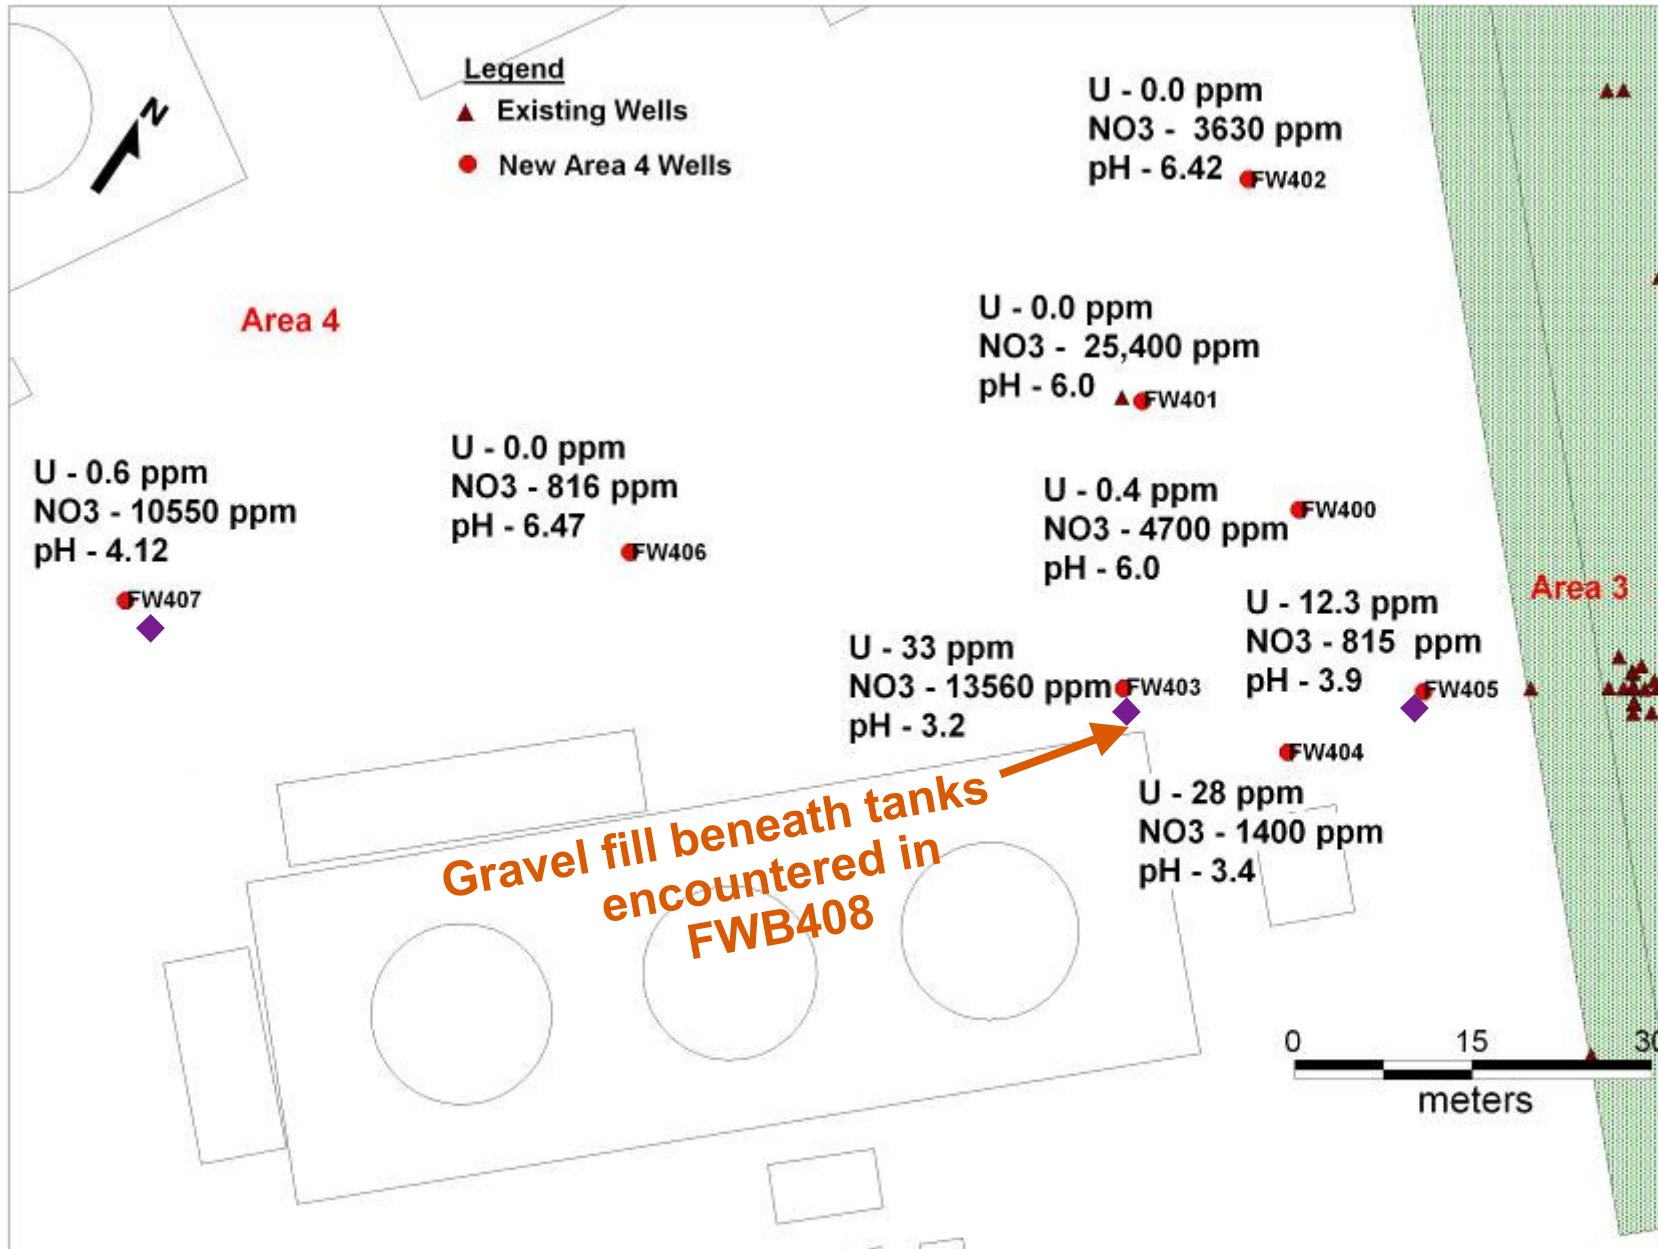 Legend
Existing Wells
New Area 4 Wells
N
U - 0.0 ppm
NO3 - 3630 ppm
pH - 6.42
FW402
Area 4
U - 0.0 ppm
NO3 - 25,400 ppm
pH - 6.0
FW401
U - 0.6 ppm
NO3 - 10550 ppm
pH - 4.12
FW407
U - 0.0 ppm
NO3 - 816 ppm
pH - 6.47
FW406
U - 0.4 ppm
NO3 - 4700 ppm
pH - 6.0
FW400
Area 3
U - 12.3 ppm
NO3 - 815 ppm
pH - 3.9
FW405
U - 33 ppm
NO3 - 13560 ppm
pH - 3.2
FW403
FW404
U - 28 ppm
NO3 - 1400 ppm
pH - 3.4
Gravel fill beneath tanks
encountered in
FWB408
0 15 30
meters